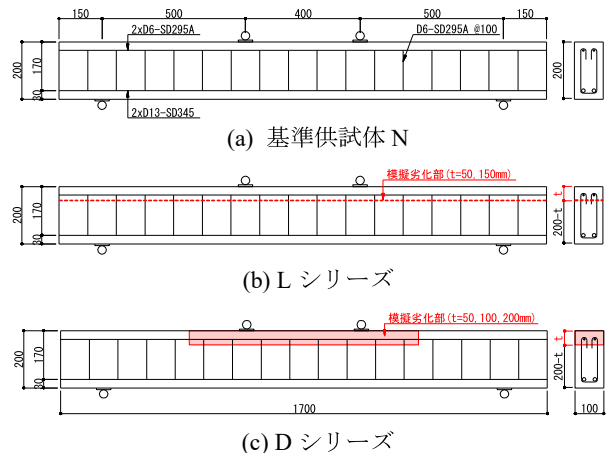 150 500 400 500 150
2xD6-SD295A D6-SD295A @100
200 170 30 200
2xD13-SD345
(a) 基準供試体 N
模擬劣化部(t=50,150mm)
200 170 30 t 200-t
(b) L シリーズ
模擬劣化部(t=50,100,200mm)
200 170 30 t 200-t
1700 100
(c) D シリーズ